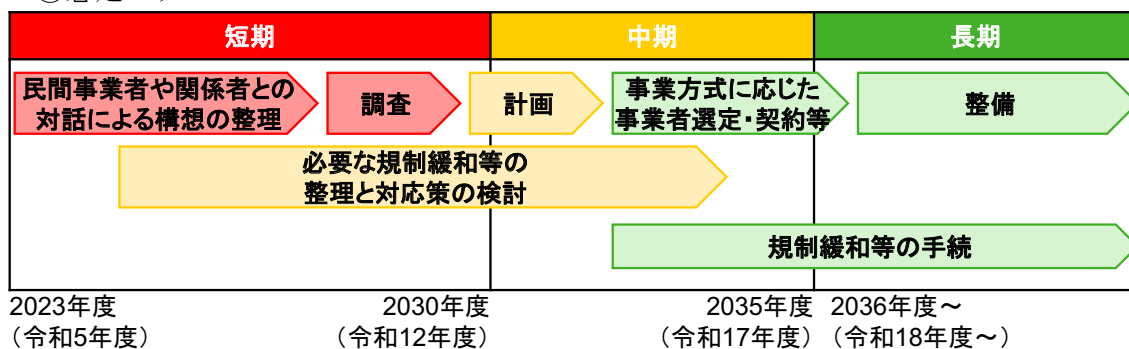 短期
中期
長期
民間事業者や関係者との
対話による構想の整理
調査
計画
事業方式に応じた
事業者選定・契約等
整備
必要な規制緩和等の
整理と対応策の検討
規制緩和等の手続
2023年度
（令和5年度）
2030年度
（令和12年度）
2035年度
（令和17年度）
2036年度～
（令和18年度～）